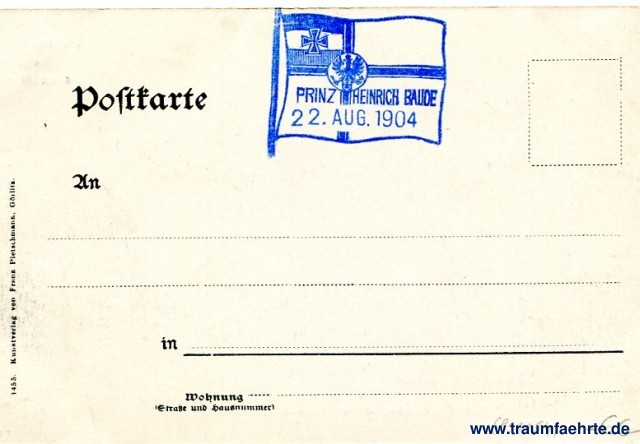 PRINZ HEINRICH BAUDE
22. AUG. 1904
Poſtkarte
An
in
Wohnung
(Straße und Hausnummer)
1455. Kunstverlag von Franz Pietschmann, Görlitz.
www.traumfaehrte.de